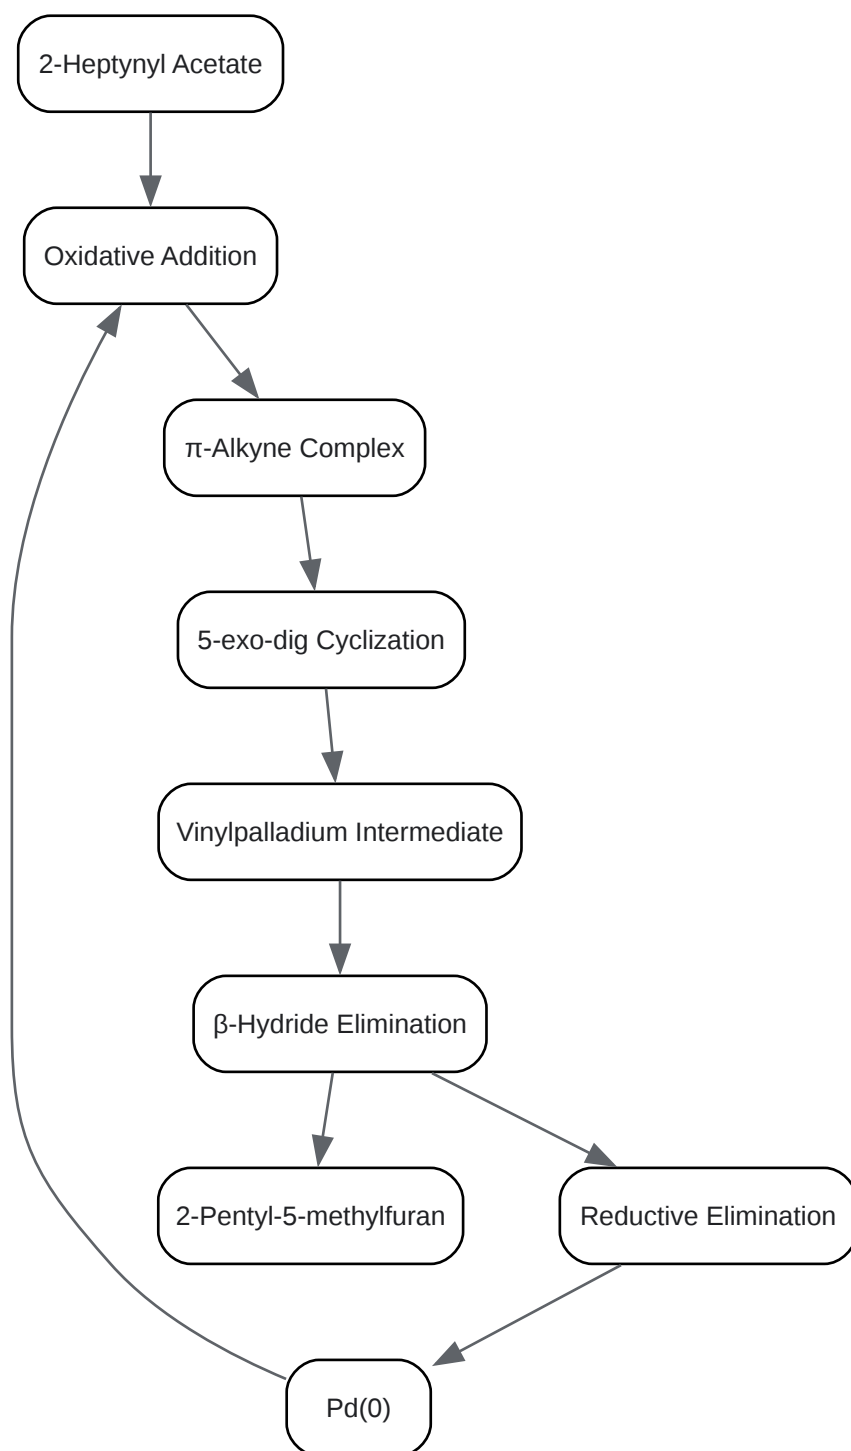 2-Heptynyl Acetate
Oxidative Addition
π-Alkyne Complex
5-exo-dig Cyclization
Vinylpalladium Intermediate
β-Hydride Elimination
2-Pentyl-5-methylfuran
Reductive Elimination
Pd(0)